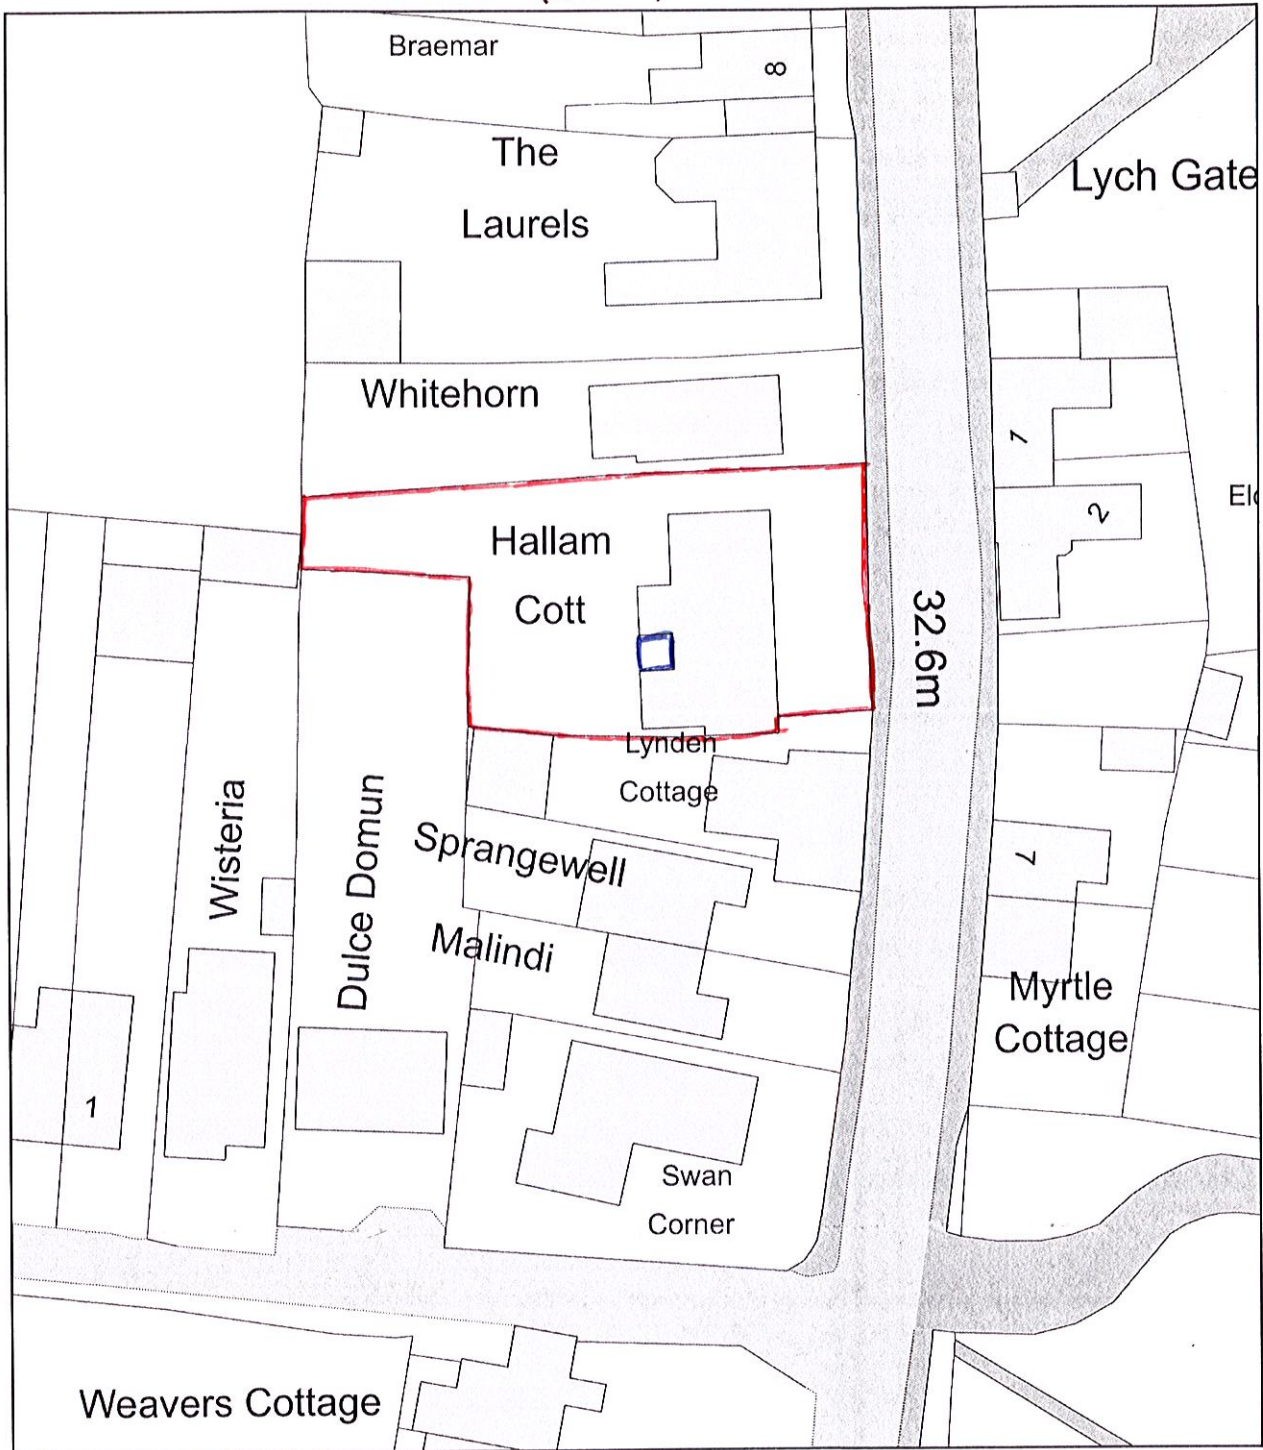 Braemar
8
The
Laurels
Lych Gate
Whitehorn
1
2
Hallam
Cott
32.6m
Lynden
Cottage
Sprangewell
Wisteria
Dulce Domun
7
Malindi
Myrtle
Cottage
1
Swan
Corner
Weavers Cottage